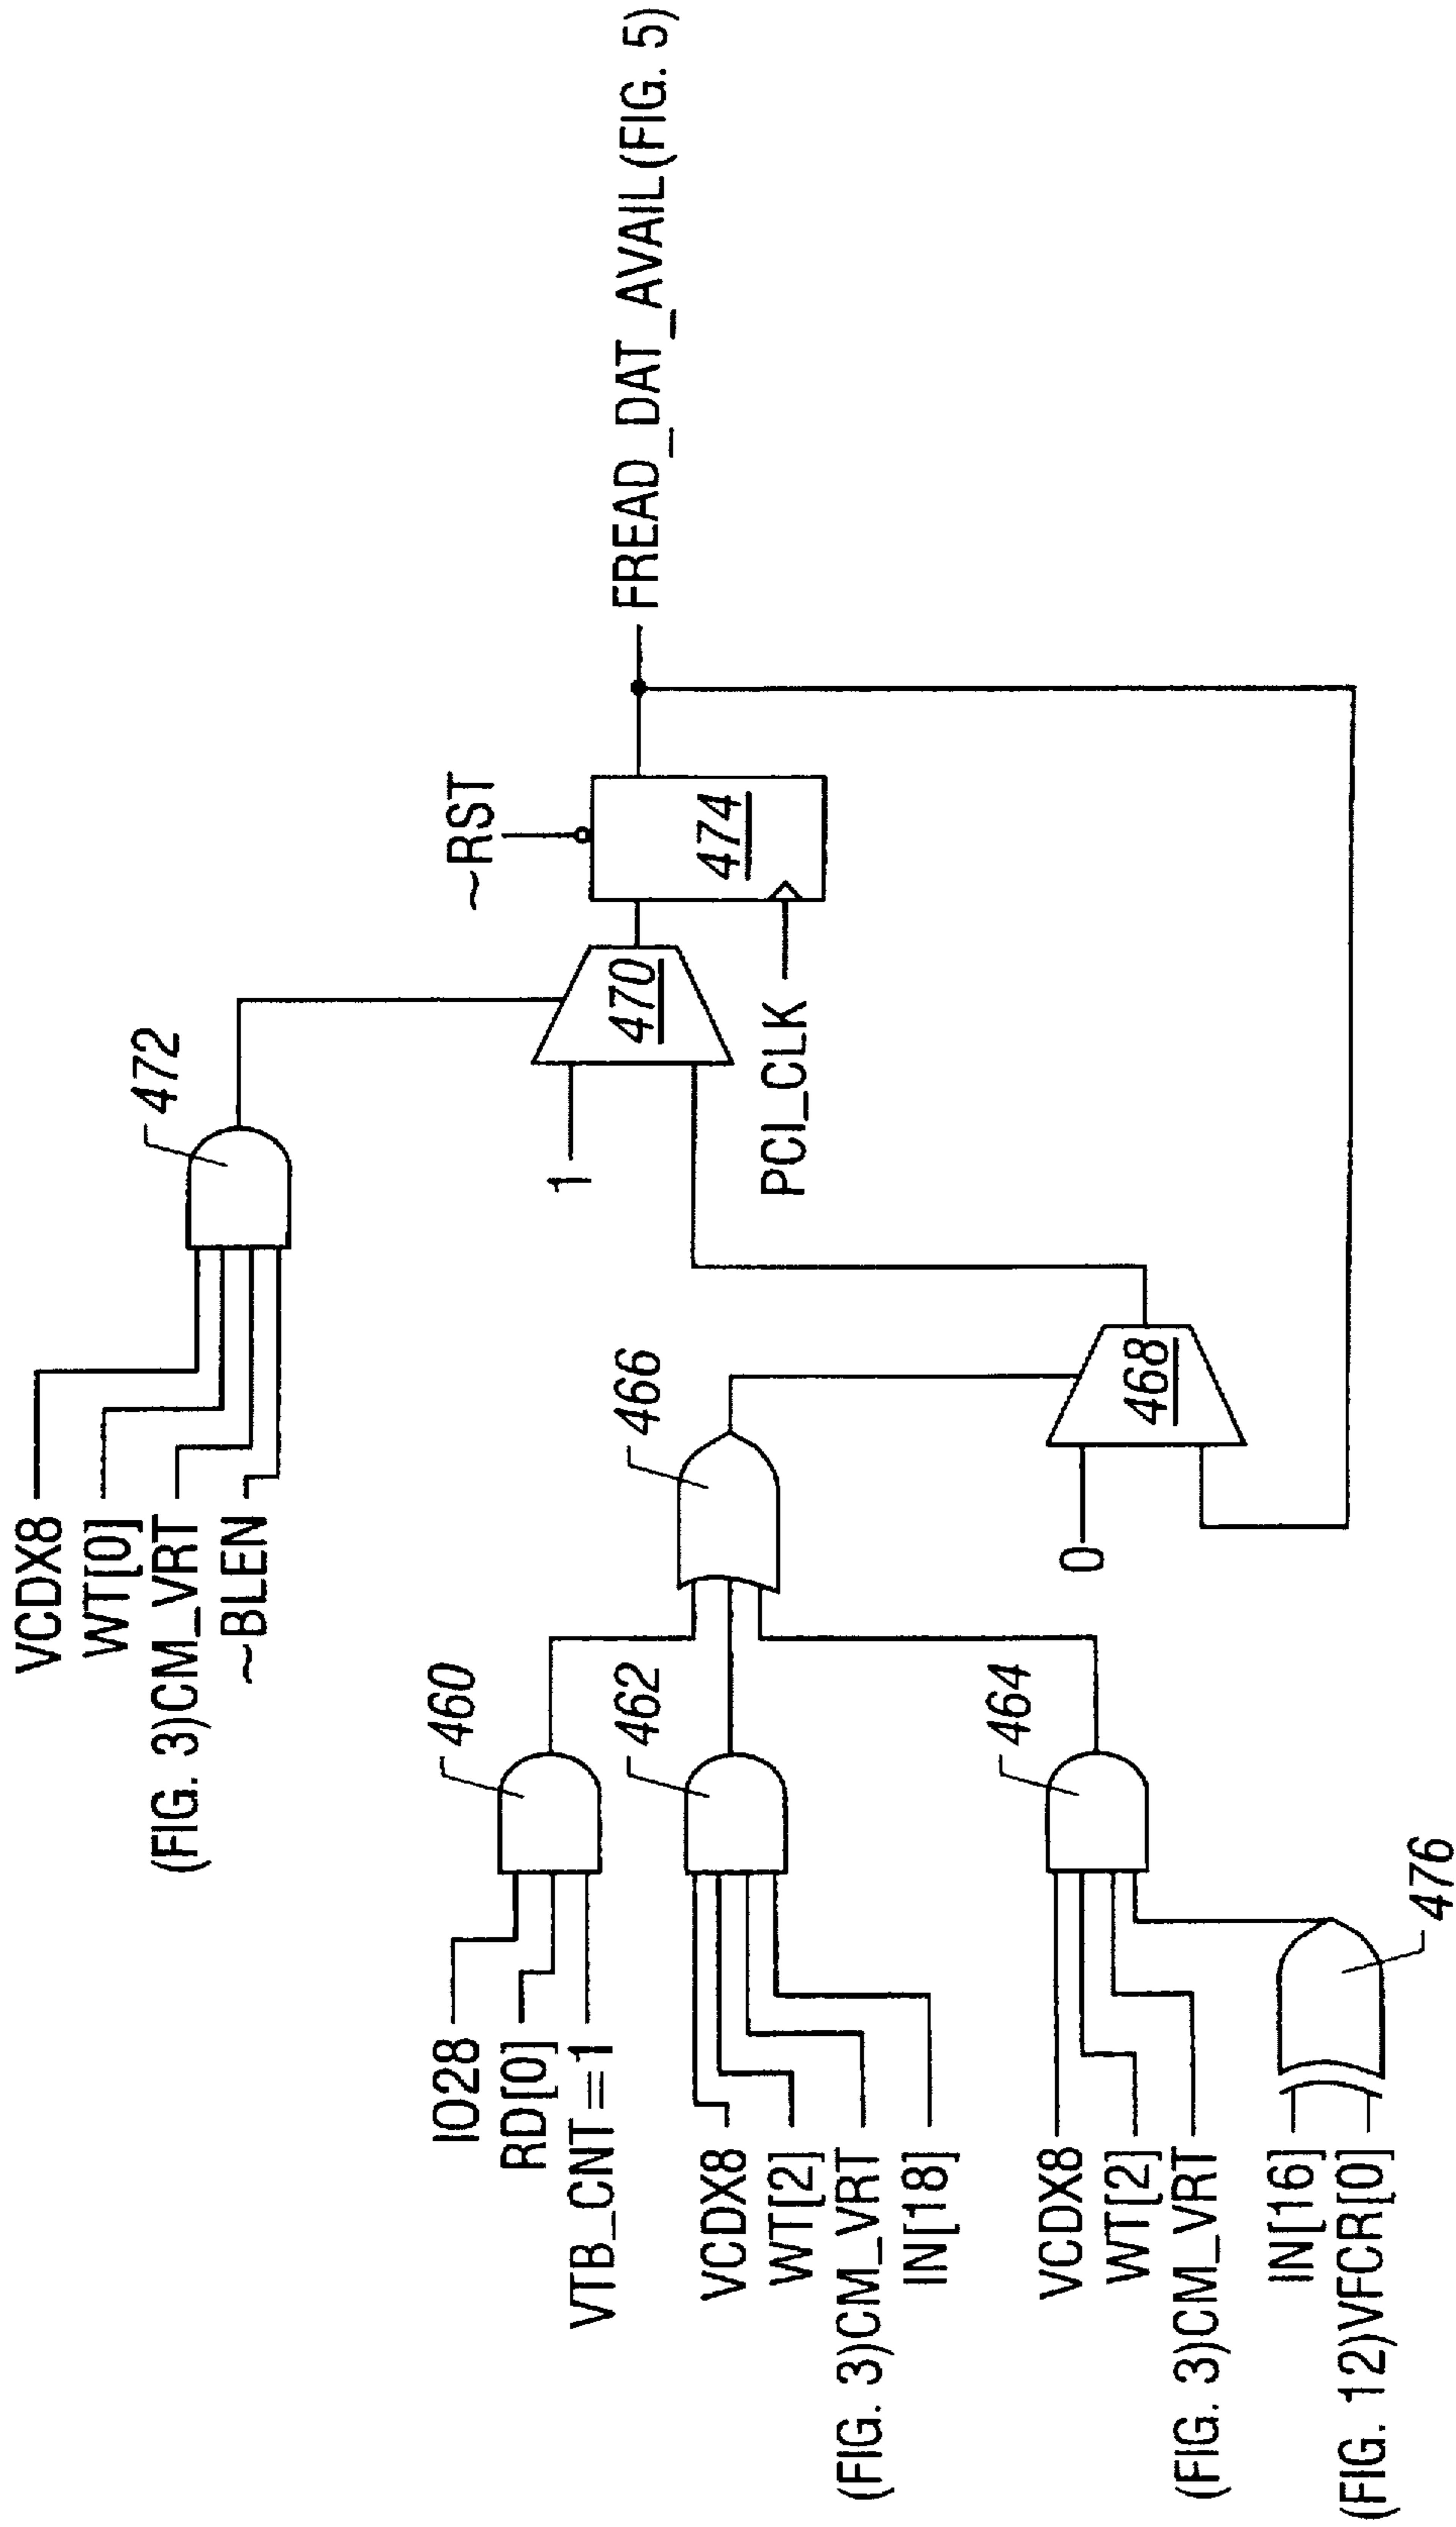 VCDX8
WT[0]
(FIG. 3)CM_VRT
~BLEN
472
~RST
1
470
474
FREAD_DAT_AVAIL(FIG. 5)
PCI_CLK
IO28
RD[0]
VTB_CNT=1
460
466
VCDX8
WT[2]
(FIG. 3)CM_VRT
IN[18]
462
0
468
VCDX8
WT[2]
(FIG. 3)CM_VRT
464
IN[16]
(FIG. 12)VFCR[0]
476